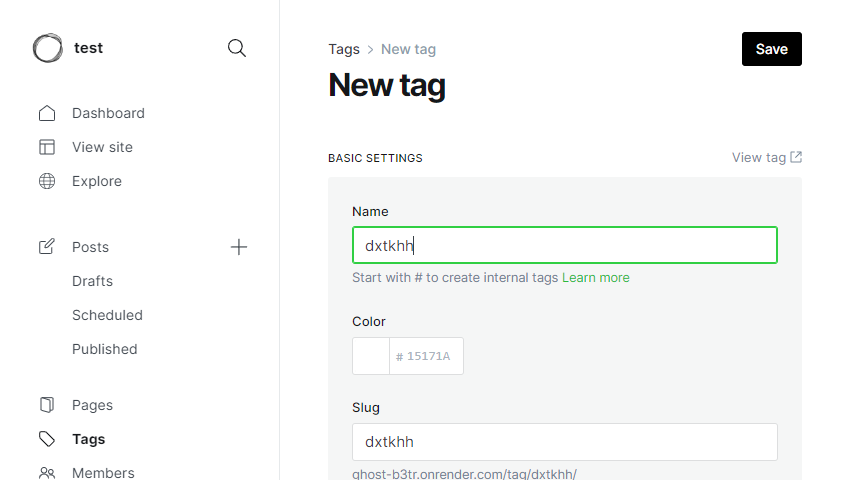 test
Dashboard
View site
Explore
Posts
Drafts
Scheduled
Published
Pages
Tags
Members
Tags > New tag
Save
New tag
BASIC SETTINGS
View tag
Name
dxtkhh
Start with # to create internal tags Learn more
Color
# 15171A
Slug
dxtkhh
ghost-b3tr.onrender.com/tag/dxtkhh/